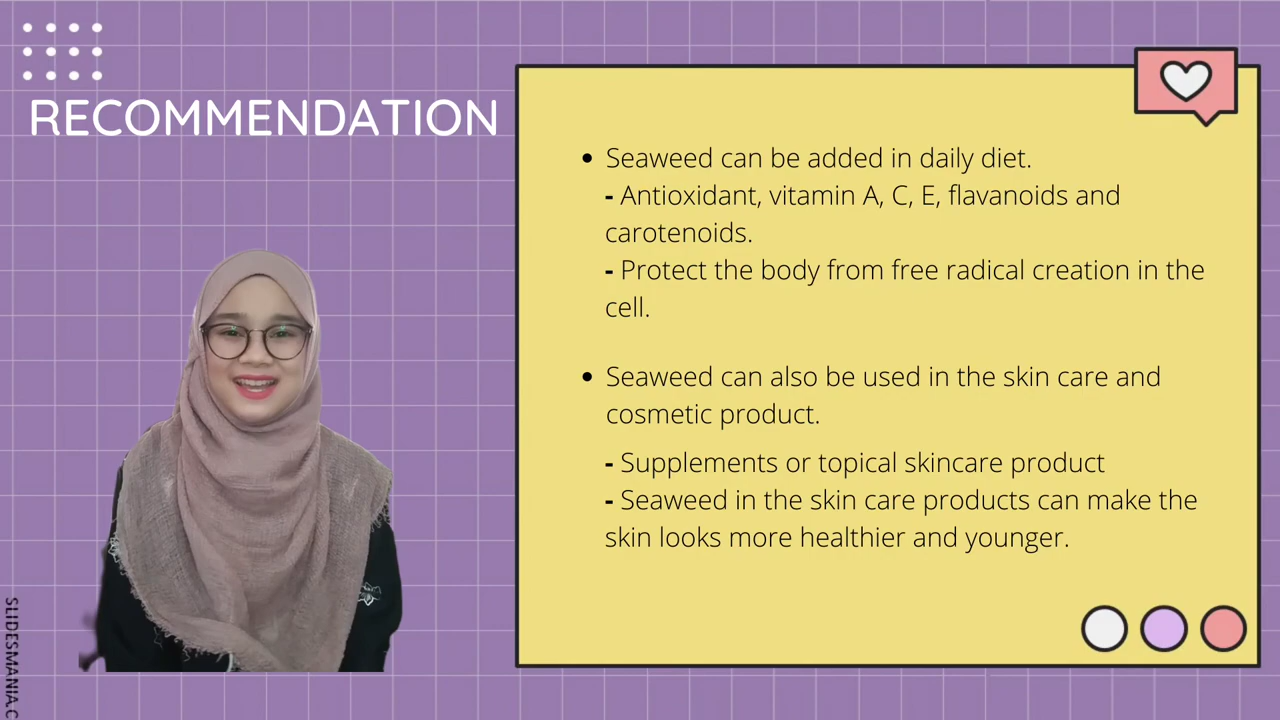 RECOMMENDATION
• Seaweed can be added in daily diet.
- Antioxidant, vitamin A, C, E, flavanoids and
carotenoids.
- Protect the body from free radical creation in the
cell.
• Seaweed can also be used in the skin care and
cosmetic product.
- Supplements or topical skincare product
- Seaweed in the skin care products can make the
skin looks more healthier and younger.
SLIDESMANIA.C